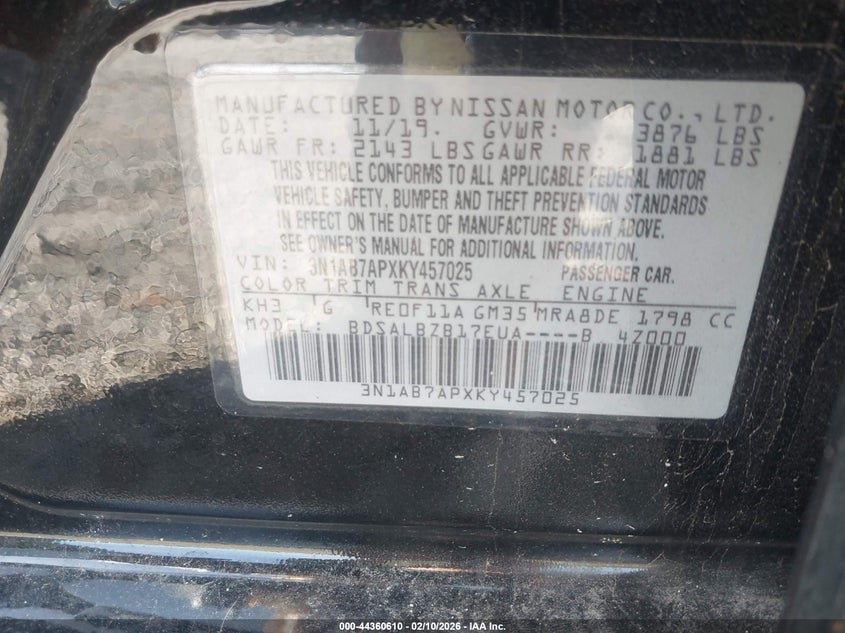 MANUFACTURED BY NISSAN MOTOR CO., LTD.
DATE: 11/19. GVWR: 3876 LBS
GAWR FR: 2143 LBS GAWR RR: 1881 LBS
THIS VEHICLE CONFORMS TO ALL APPLICABLE FEDERAL MOTOR
VEHICLE SAFETY, BUMPER AND THEFT PREVENTION STANDARDS
IN EFFECT ON THE DATE OF MANUFACTURE SHOWN ABOVE.
SEE OWNER'S MANUAL FOR ADDITIONAL INFORMATION.
VIN: 3N1AB7APXKY457025 PASSENGER CAR.
COLOR TRIM TRANS AXLE ENGINE
KH3 G RE0F11A GM35 MRA8DE 1798 CC
MODEL: BDSALBZB17EUA----B 4Z000
3N1AB7APXKY457025
000-44360610 - 02/10/2026 - IAA Inc.